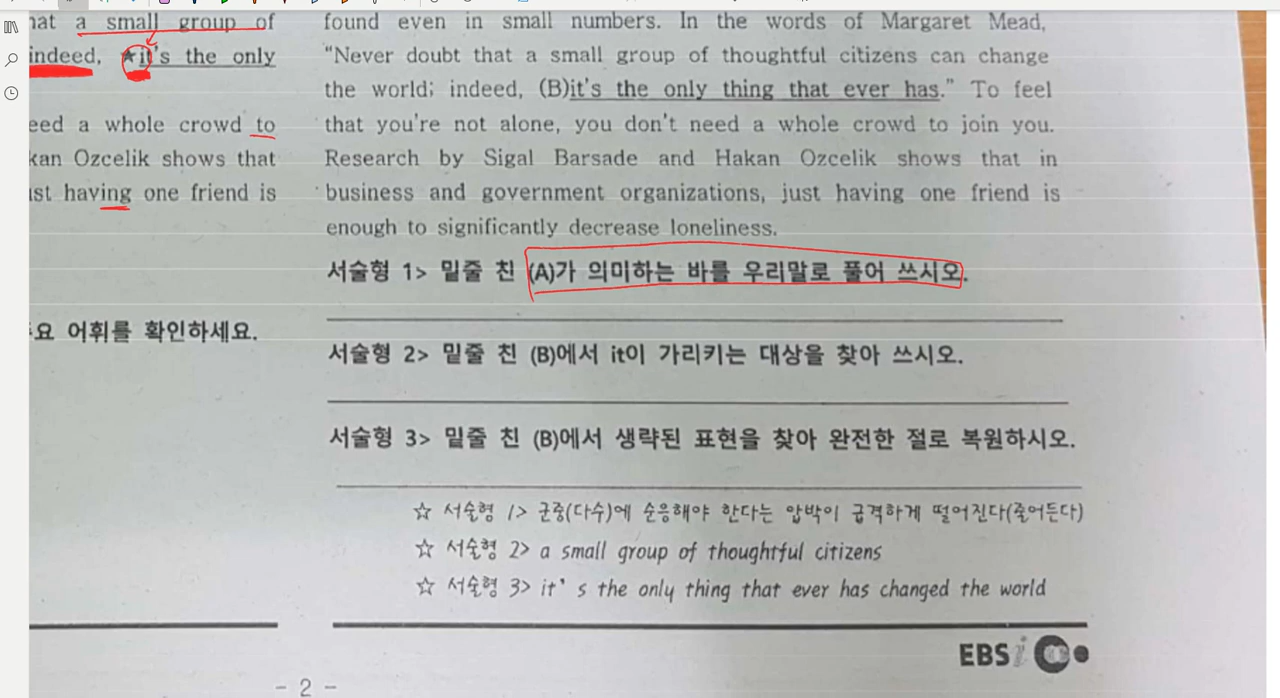 hat a small group of
indeed, ★it's the only
eed a whole crowd to
kan Ozcelik shows that
ust having one friend is
요 어휘를 확인하세요.
found even in small numbers. In the words of Margaret Mead,
"Never doubt that a small group of thoughtful citizens can change
the world; indeed, (B)it's the only thing that ever has." To feel
that you're not alone, you don't need a whole crowd to join you.
Research by Sigal Barsade and Hakan Ozcelik shows that in
business and government organizations, just having one friend is
enough to significantly decrease loneliness.
서술형 1> 밑줄 친 (A)가 의미하는 바를 우리말로 풀어 쓰시오.
서술형 2> 밑줄 친 (B)에서 it이 가리키는 대상을 찾아 쓰시오.
서술형 3> 밑줄 친 (B)에서 생략된 표현을 찾아 완전한 절로 복원하시오.
☆ 서술형 1> 군중(다수)에 순응해야 한다는 압박이 급격하게 떨어진다(줄어든다)
☆ 서술형 2> a small group of thoughtful citizens
☆ 서술형 3> it's the only thing that ever has changed the world
EBSi
- 2 -